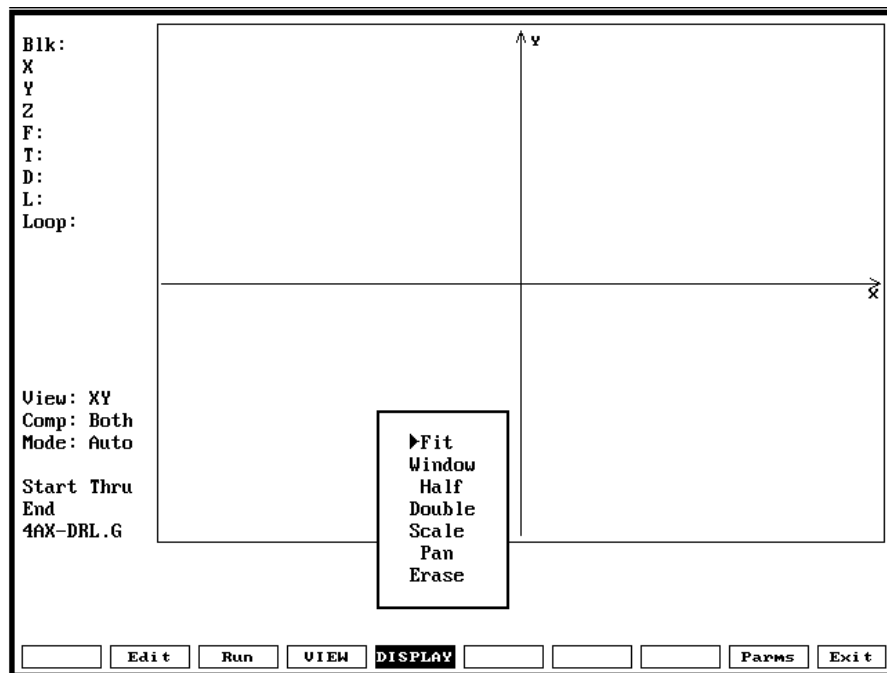 Blk:
X
Y
Z
F:
T:
D:
L:
Loop:
Y
X
View: XY
Comp: Both
Mode: Auto
Start Thru
End
4AX-DRL.G
Fit
Window
Half
Double
Scale
Pan
Erase
Edit Run VIEW DISPLAY Parms Exit